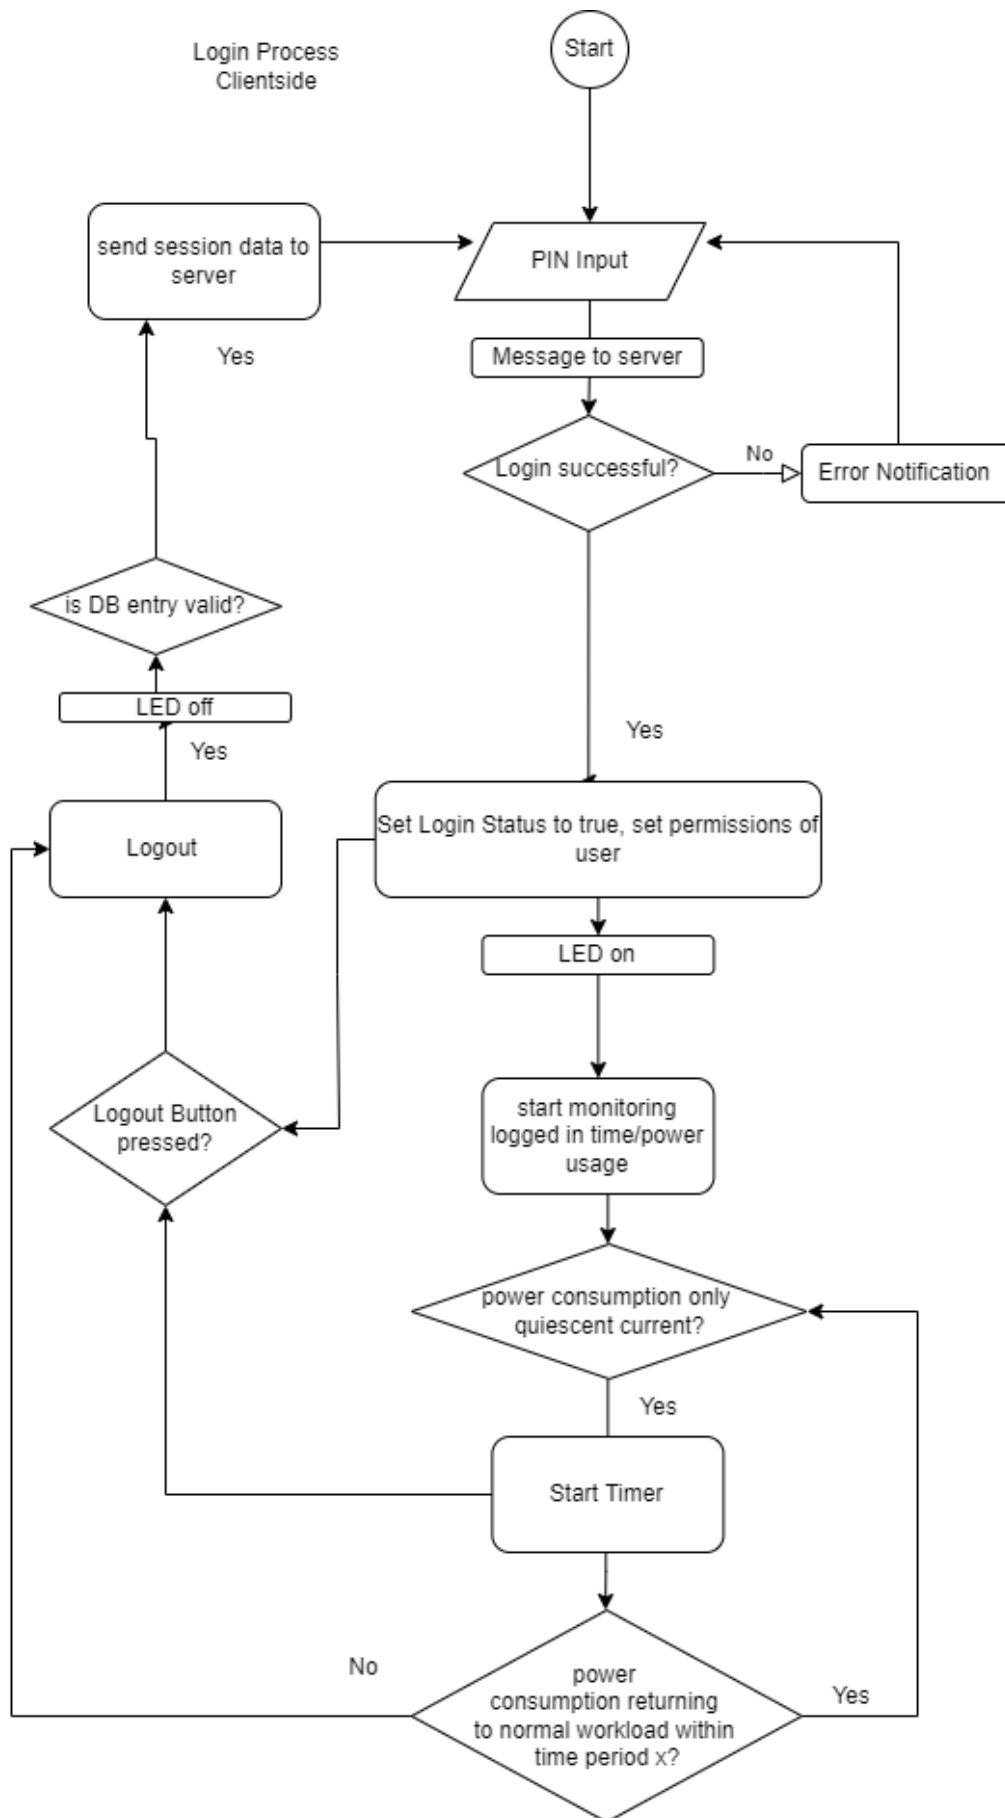 Login Process
Clientside
Start
send session data to
server
PIN Input
Yes
Message to server
Login successful?
No
Error Notification
is DB entry valid?
LED off
Yes
Yes
Logout
Set Login Status to true, set permissions of
user
LED on
Logout Button
pressed?
start monitoring
logged in time/power
usage
power consumption only
quiescent current?
Yes
Start Timer
No
power
consumption returning
to normal workload within
time period x?
Yes